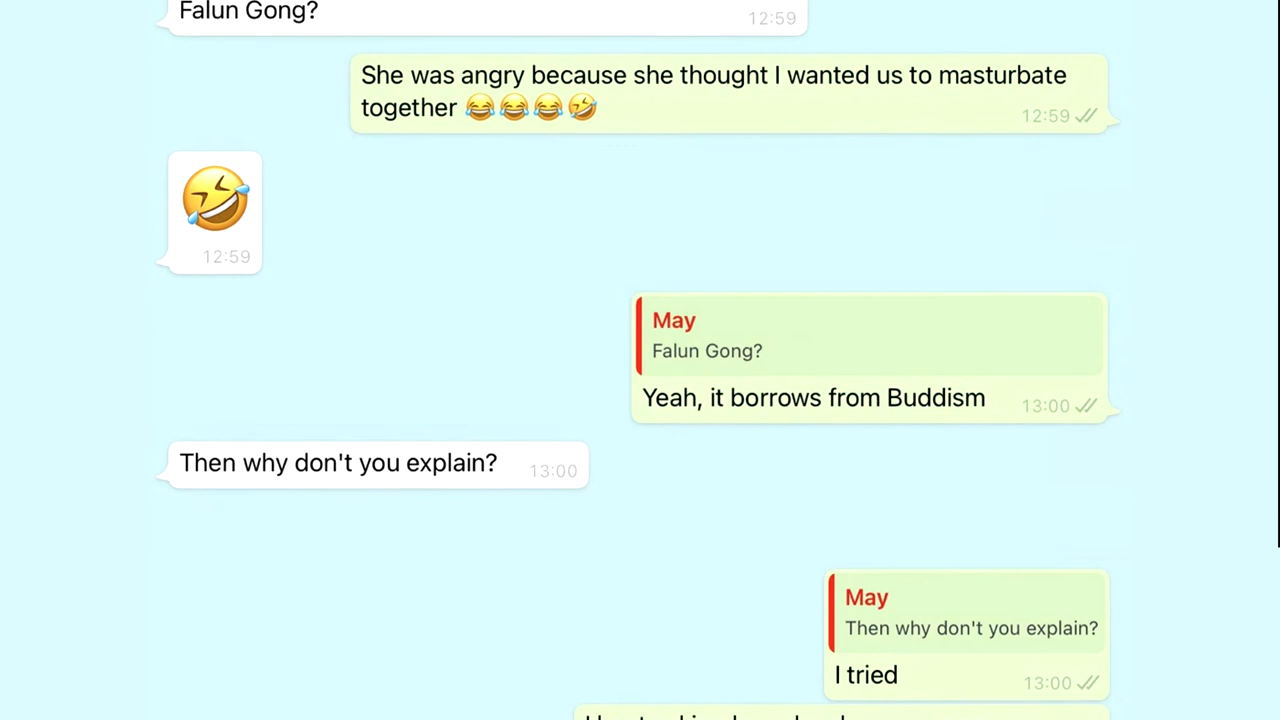 Falun Gong?
12:59
She was angry because she thought I wanted us to masturbate
together 😂😂😂🤣
12:59
🤣
12:59
May
Falun Gong?
Yeah, it borrows from Buddism
13:00
Then why don't you explain?
13:00
May
Then why don't you explain?
I tried
13:00